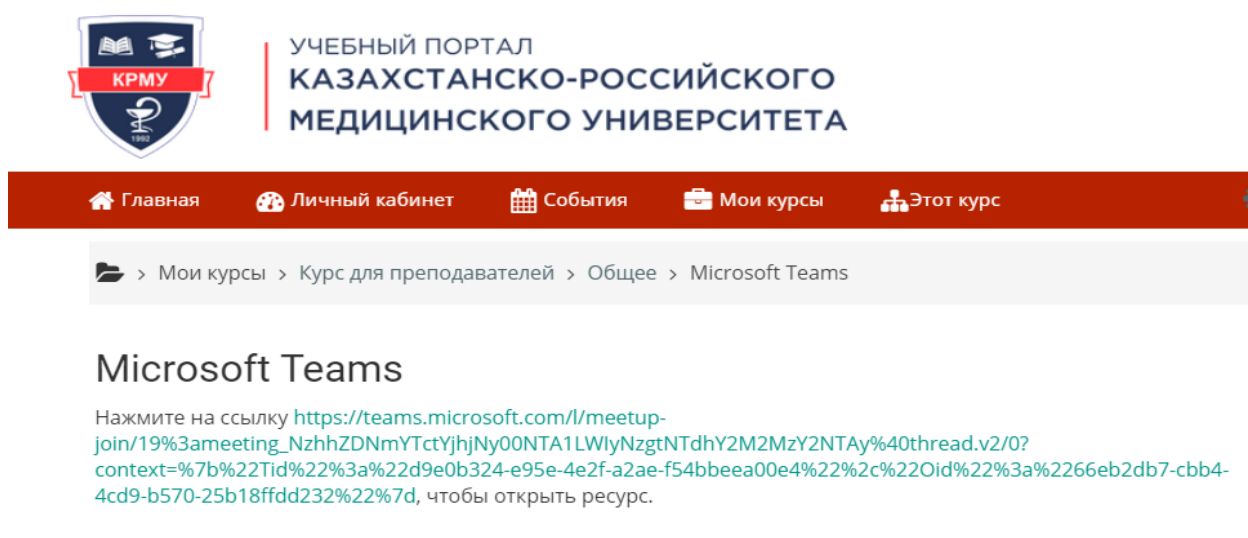 КРМУ
1992
УЧЕБНЫЙ ПОРТАЛ
КАЗАХСТАНСКО-РОССИЙСКОГО
МЕДИЦИНСКОГО УНИВЕРСИТЕТА
Главная Личный кабинет События Мои курсы Этот курс
> Мои курсы > Курс для преподавателей > Общее > Microsoft Teams
Microsoft Teams
Нажмите на ссылку https://teams.microsoft.com/l/meetup-
join/19%3ameeting_NzhhZDNmYTctYjhjNy00NTA1LWIyNzgtNTdhY2M2MzY2NTAy%40thread.v2/0?
context=%7b%22Tid%22%3a%22d9e0b324-e95e-4e2f-a2ae-f54bbeea00e4%22%2c%22Oid%22%3a%2266eb2db7-cbb4-
4cd9-b570-25b18ffdd232%22%7d, чтобы открыть ресурс.